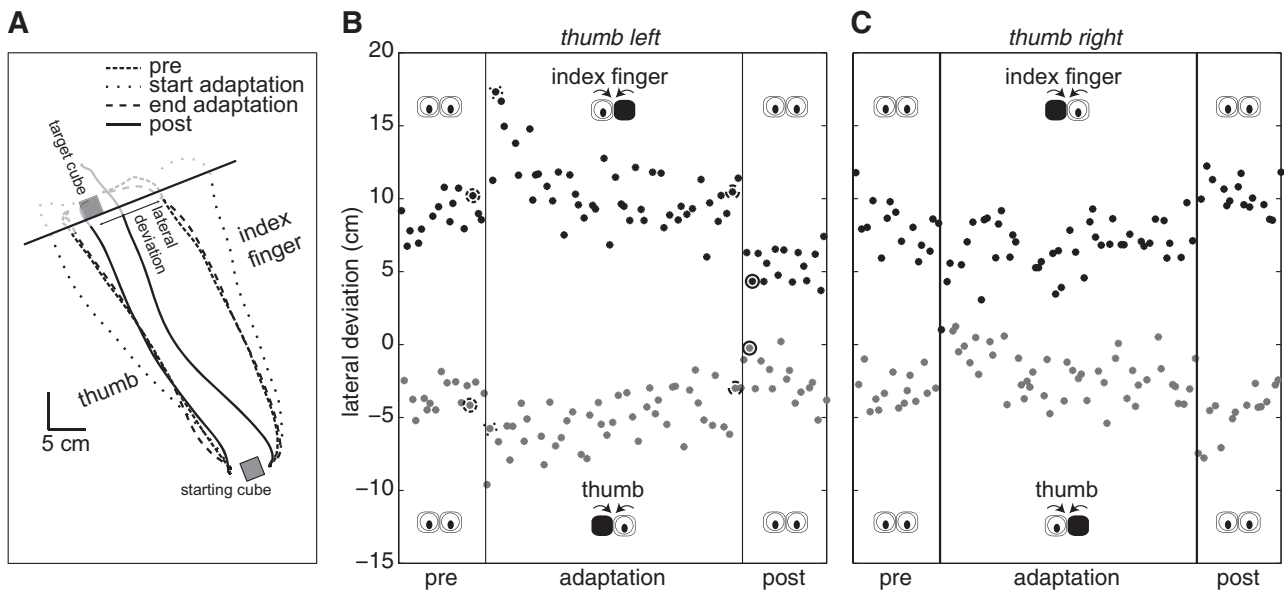 A
pre
start adaptation
end adaptation
post
target cube
lateral
deviation
index
finger
thumb
5 cm
starting cube
B
thumb left
lateral deviation (cm)
20
15
10
5
0
−5
−10
−15
index finger
thumb
pre
adaptation
post
C
thumb right
index finger
thumb
pre
adaptation
post